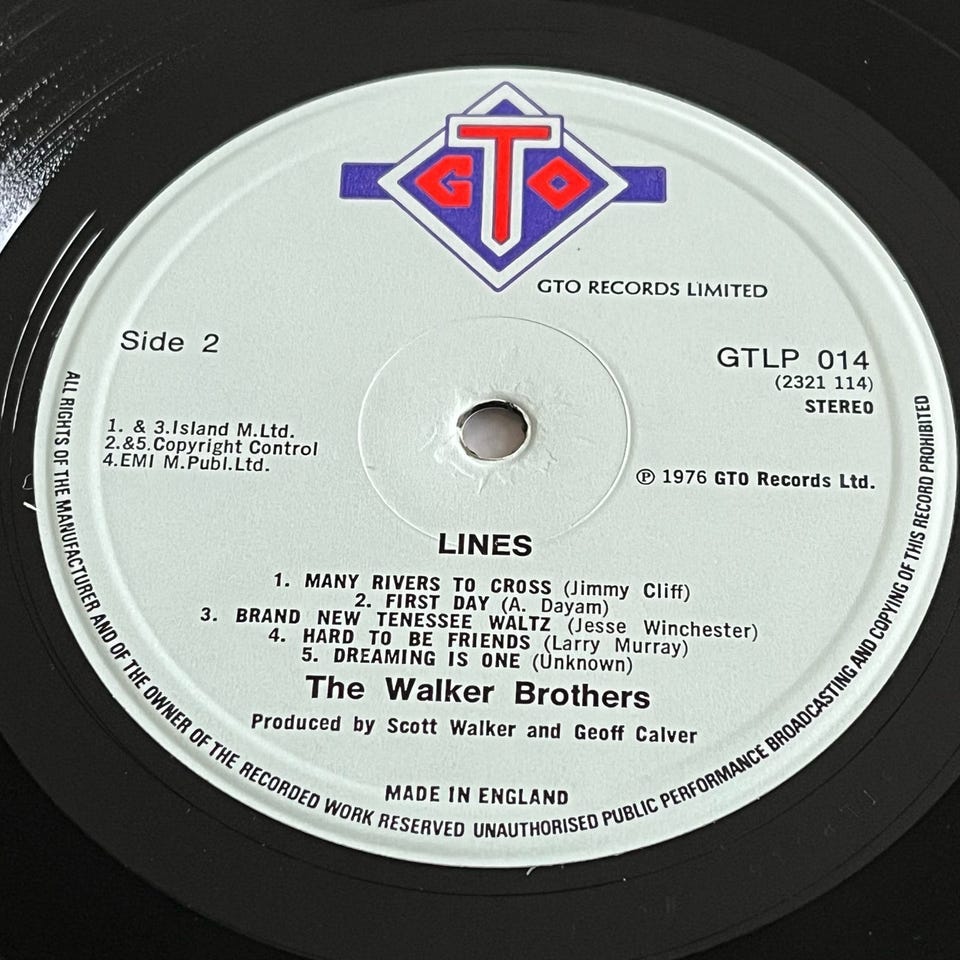 GTO
GTO RECORDS LIMITED
Side 2
GTLP 014
(2321 114)
STEREO
1. & 3.Island M.Ltd.
2.&5.Copyright Control
4.EMI M.Publ.Ltd.
℗ 1976 GTO Records Ltd.
LINES
1. MANY RIVERS TO CROSS (Jimmy Cliff)
2. FIRST DAY (A. Dayam)
3. BRAND NEW TENESSEE WALTZ (Jesse Winchester)
4. HARD TO BE FRIENDS (Larry Murray)
5. DREAMING IS ONE (Unknown)
The Walker Brothers
Produced by Scott Walker and Geoff Calver
MADE IN ENGLAND
ALL RIGHTS OF THE MANUFACTURER AND OF THE OWNER OF THE RECORDED WORK RESERVED UNAUTHORISED PUBLIC PERFORMANCE BROADCASTING AND COPYING OF THIS RECORD PROHIBITED